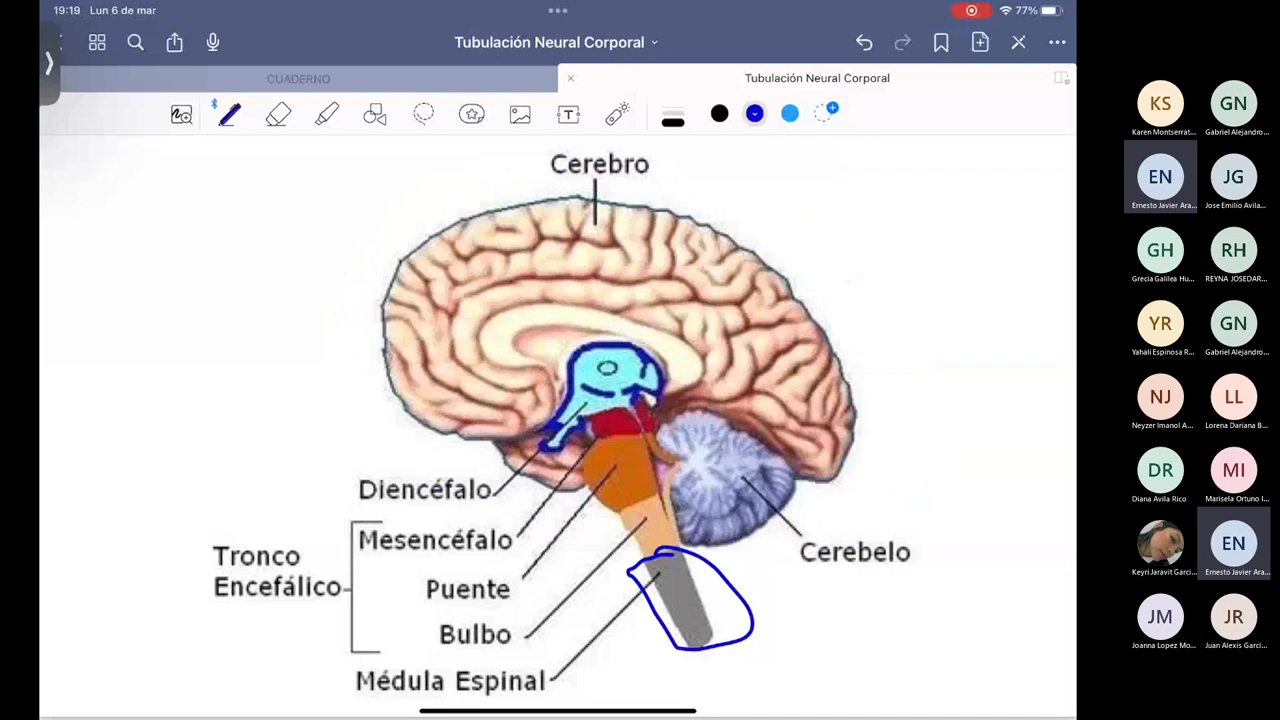 19:19 Lun 6 de mar
77%
Tubulación Neural Corporal
CUADERNO
Tubulación Neural Corporal
Cerebro
Diencéfalo
Mesencéfalo
Tronco
Encefálico
Puente
Bulbo
Médula Espinal
Cerebelo
KS
Karen Montserrat...
GN
Gabriel Alejandro...
EN
Ernesto Javier Ara...
JG
Jose Emilio Avila...
GH
Grecia Galilea Hu...
RH
REYNA JOSEDAR...
YR
Yahali Espinosa R...
GN
Gabriel Alejandro...
NJ
Neyzer Imanol A...
LL
Lorena Dariana B...
DR
Diana Avila Rico
MI
Marisela Ortuno I...
Keyri Jaravit Garci...
EN
Ernesto Javier Ara...
JM
Joanna Lopez Mo...
JR
Juan Alexis Garci...